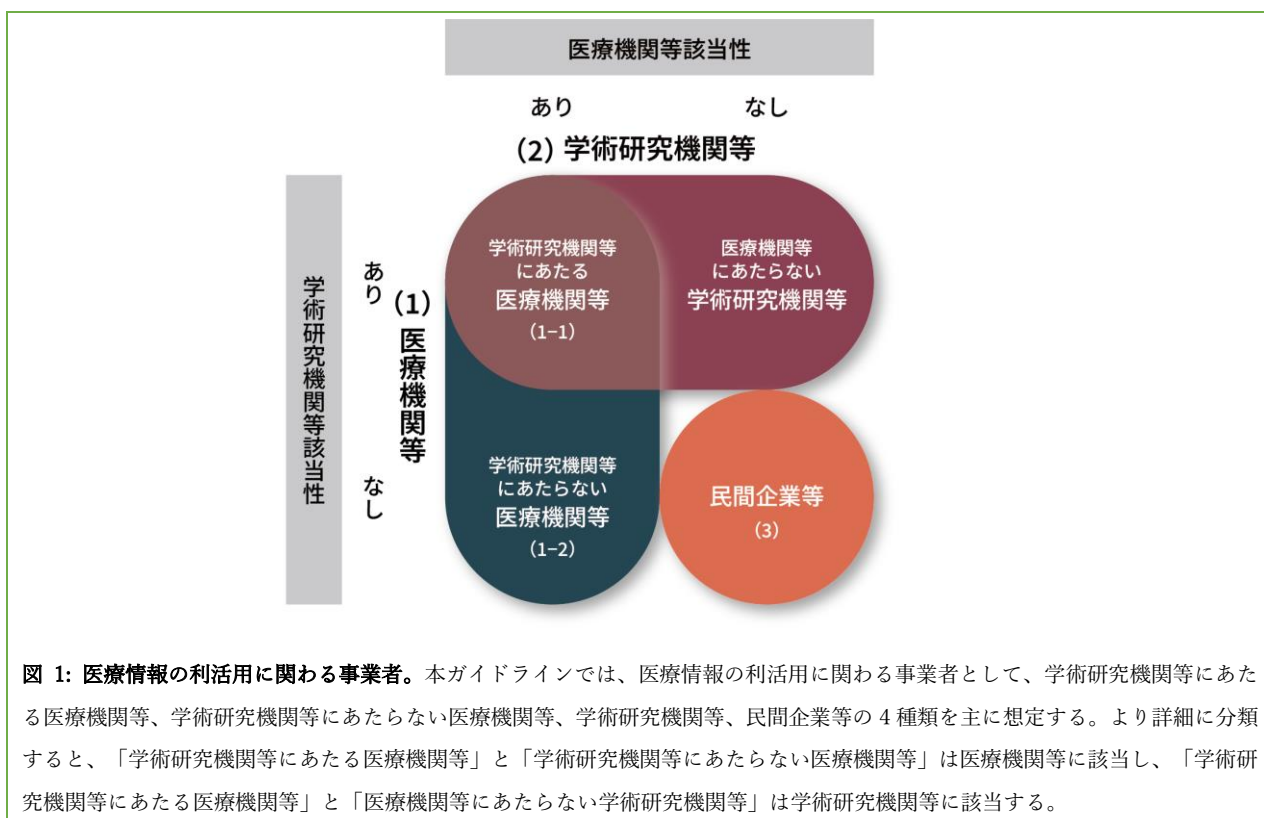 医療機関等該当性
あり
なし
(2) 学術研究機関等
学術研究機関等該当性
あり
なし
(1) 医療機関等
学術研究機関等
にあたる
医療機関等
(1−1)
医療機関等
にあたらない
学術研究機関等
学術研究機関等
にあたらない
医療機関等
(1−2)
民間企業等
(3)
図 1: 医療情報の利活用に関わる事業者。本ガイドラインでは、医療情報の利活用に関わる事業者として、学術研究機関等にあた
る医療機関等、学術研究機関等にあたらない医療機関等、学術研究機関等、民間企業等の 4 種類を主に想定する。より詳細に分類
すると、「学術研究機関等にあたる医療機関等」と「学術研究機関等にあたらない医療機関等」は医療機関等に該当し、「学術研
究機関等にあたる医療機関等」と「医療機関等にあたらない学術研究機関等」は学術研究機関等に該当する。